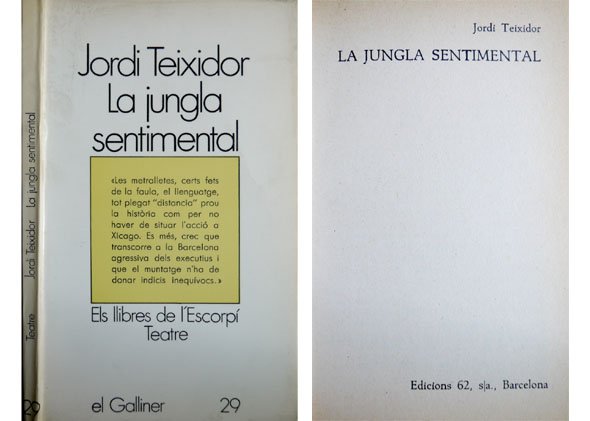 29
Teatre
Jordi Teixidor
La jungla sentimental
Jordi Teixidor
La jungla
sentimental
«Les metralletes, certs fets
de la faula, el llenguatge,
tot plegat "distancia" prou
la història com per no
haver de situar l'acció a
Xicago. Es més, crec que
transcorre a la Barcelona
agressiva dels executius i
que el muntatge n'ha de
donar indicis inequívocs.»
Els llibres de l'Escorpí
Teatre
el Galliner 29
Jordi Teixidor
LA JUNGLA SENTIMENTAL
Edicions 62, s|a., Barcelona